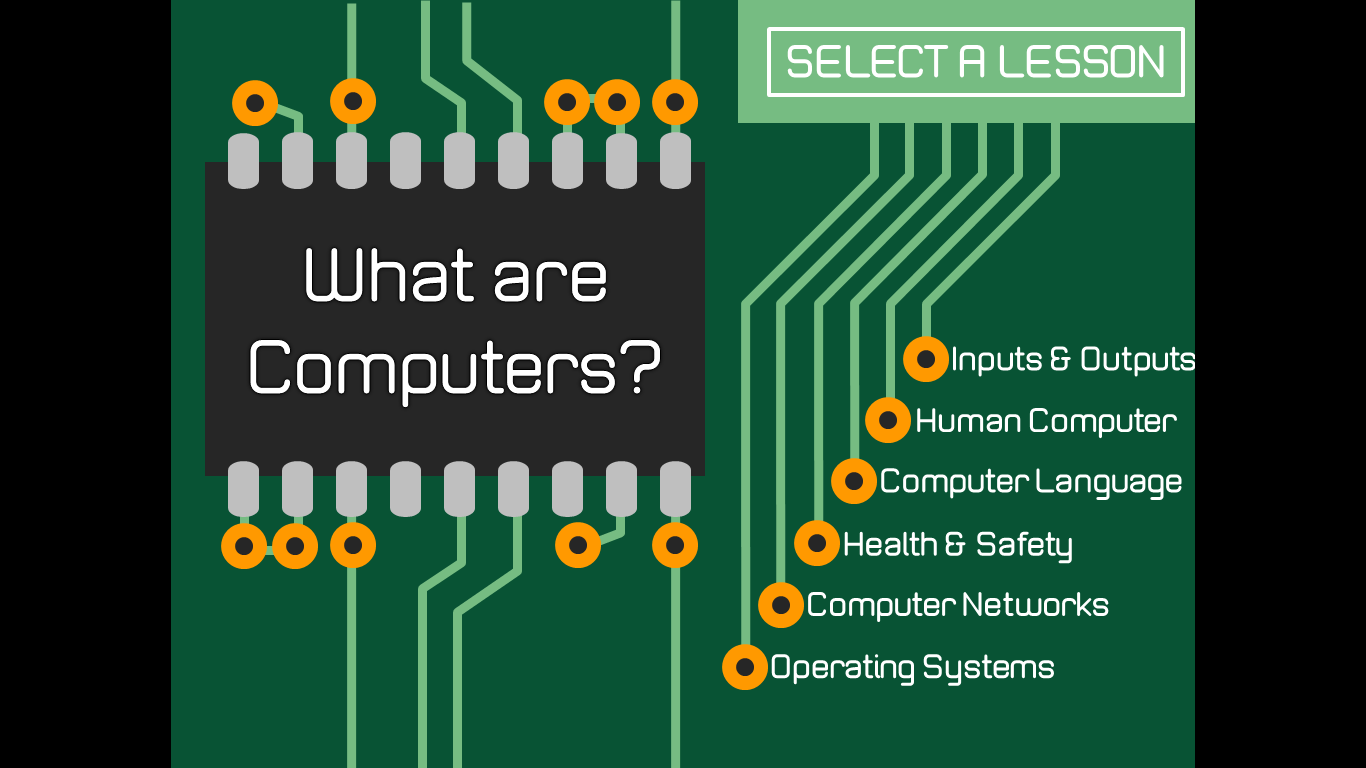 What are
Computers?
SELECT A LESSON
Inputs & Outputs
Human Computer
Computer Language
Health & Safety
Computer Networks
Operating Systems